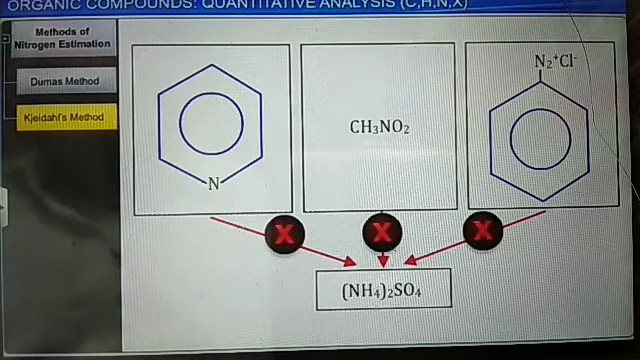 ORGANIC COMPOUNDS: QUANTITATIVE ANALYSIS (C,H,N,X)
Methods of
Nitrogen Estimation
Dumas Method
Kjeldahl's Method
N
CH₃NO₂
N₂⁺Cl⁻
X
X
X
(NH₄)₂SO₄